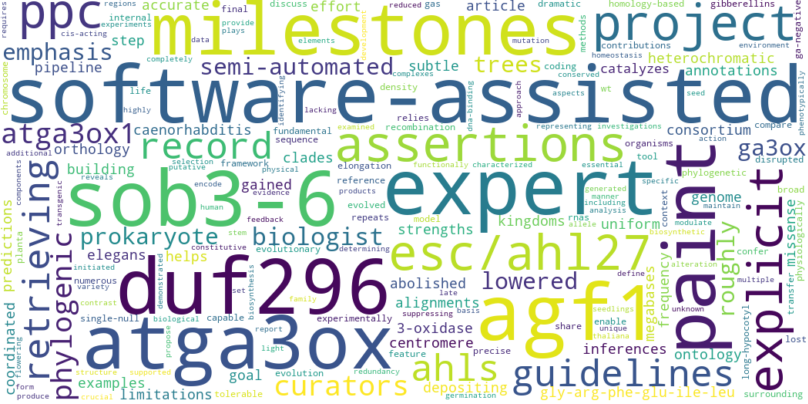 ppc
milestones
project
software-assisted
emphasis
pipeline
semi-automated
subtle
trees
catalyzes
heterochromatic
annotations
accurate
effort
article
step
discuss
dramatic
homology-based
gibberellins
contributions
environment
internal
experiments
regions
final
provide
plays
data
reduced
gas
elements
mutation
methods
coding
homeostasis
requires
cis-acting
ga-negative
chromosome
completely
complexes
conserved
life
highly
density
identifying
lacking
relies
dna-binding
approach
aspects
wt
seed
representing
investigations
compare
phenotypically
atga3ox1
caenorhabditis
record
assertions
consortium
ga3ox
orthology
additional
fundamental
sequence
examined
recombination
organisms
action
disrupted
clades
selection
framework
putative
physical
elongation
functionally
characterized
essential
tool
phylogenetic
building
reveals
sob3-6
expert
paint
explicit
genome
retrieving
phylogenic
components
transgenic
predictions
planta
gained
evidence
reference
products
evolved
generated
manner
including
analysis
specific
context
maintain
broad
encode
human
feedback
repeats
model
kingdoms
rnas
allele
uniform
modulate
confer
missense
transfer
physiologically
prokaryote
biologist
strengths
stem
constitutive
evolutionary
determining
esc/ahl27
biosynthetic
frequency
roughly
alteration
elegans
helps
initiated
numerous
variety
contrast
demonstrated
duf296
abolished
late
lowered
agf1
megabases
define
multiple
unknown
long-hypocotyl
coordinated
flowering
single-null
biological
capable
set
biosynthesis
experimentally
suppressing
basis
alignments
3-oxidase
centromere
feature
precise
share
enable
unique
thaliana
seedlings
inferences
ontology
lost
atga3ox
family
propose
report
light
goal
evolution
redundancy
structure
supported
crucial
form
produce
examples
limitations
curators
tolerable
germination
ahls
depositing
guidelines
gly-arg-phe-glu-ile-leu
surrounding